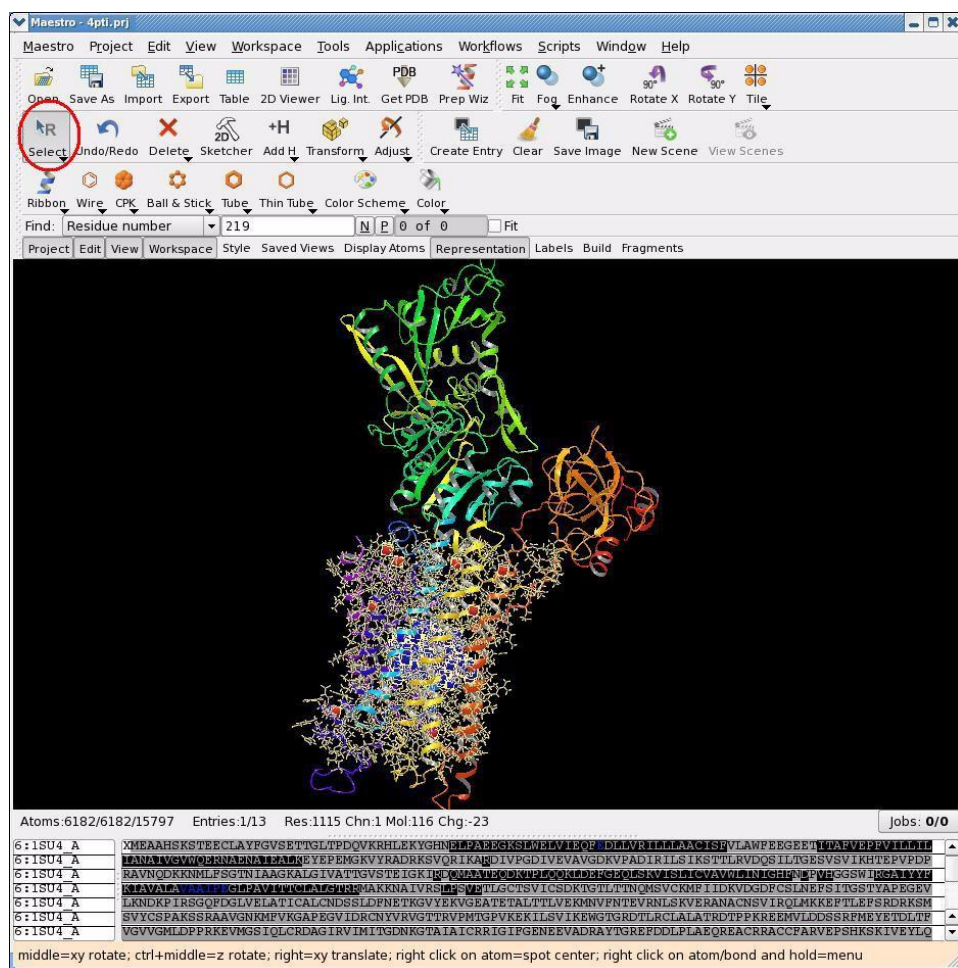 Maestro - 4pti.prj
Maestro Project Edit View Workspace Tools Applications Workflows Scripts Window Help
Open Save As Import Export Table 2D Viewer Lig. Int. PDB Get PDB Prep Wiz Fit Fog Enhance 90° Rotate X 90° Rotate Y Tile
R Select Undo/Redo Delete 2D Sketcher +H Add H Transform Adjust Create Entry Clear Save Image New Scene View Scenes
Ribbon Wire CPK Ball & Stick Tube Thin Tube Color Scheme Color
Find: Residue number 219 N P 0 of 0 Fit
Project Edit View Workspace Style Saved Views Display Atoms Representation Labels Build Fragments
Atoms:6182/6182/15797 Entries:1/13 Res:1115 Chn:1 Mol:116 Chg:-23 Jobs: 0/0
6:1SU4_A XMEAAHSKSTEECLAYFGVSETTGLTPDQVKRHLEKYGHNELPAEEGKSLWELVIEQFEDLLVRILLLAACISFVLAWFEEGEETITAFVEPFVILLIL
6:1SU4_A IANAIVGVWQERNAENAIEALKEYEPEMGKVYRADRKSVQRIKARDIVPGDIVEVAVGDKVPADIRILSIKSTTLRVDQSILTGESVSVIKHTEPVPDP
6:1SU4_A RAVNQDKKNMLFSGTNIAAGKALGIVATTGVSTEIGKIRDQMAATEQDKTPLQQKLDEFGEQLSKVISLICVAVWLINIGHFNDPVHGGSWIRGAIYYF
6:1SU4_A KIAVALAVAAIPEGLPAVITTCLALGTRRMAKKNAIVRSLPSVETLGCTSVICSDKTGTLTTNQMSVCKMFIIDKVDGDFCSLNEFSITGSTYAPEGEV
6:1SU4_A LKNDKPIRSGQFDGLVELATICALCNDSSLDFNETKGVYEKVGEATETALTTLVEKMNVFNTEVRNLSKVERANACNSVIRQLMKKEFTLEFSRDRKSM
6:1SU4_A SVYCSPAKSSRAAVGNKMFVKGAPEGVIDRCNYVRVGTTRVPMTGPVKEKILSVIKEWGTGRDTLRCLALATRDTPPKREEMVLDDSSRFMEYETDLTF
6:1SU4_A VGVVGMLDPPRKEVMGSIQLCRDAGIRVIMITGDNKGTAIAICRRIGIFGENEEVADRAYTGREFDDLPLAEQREACRRACCFARVEPSHKSKIVEYLQ
middle=xy rotate; ctrl+middle=z rotate; right=xy translate; right click on atom=spot center; right click on atom/bond and hold=menu